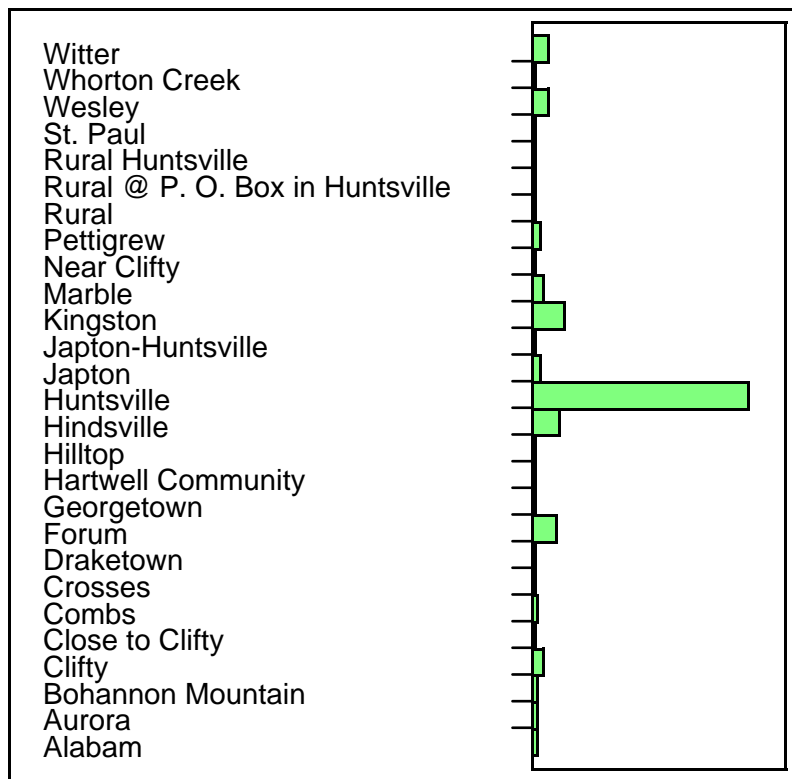 Witter
Whorton Creek
Wesley
St. Paul
Rural Huntsville
Rural @ P. O. Box in Huntsville
Rural
Pettigrew
Near Clifty
Marble
Kingston
Japton-Huntsville
Japton
Huntsville
Hindsville
Hilltop
Hartwell Community
Georgetown
Forum
Draketown
Crosses
Combs
Close to Clifty
Clifty
Bohannon Mountain
Aurora
Alabam